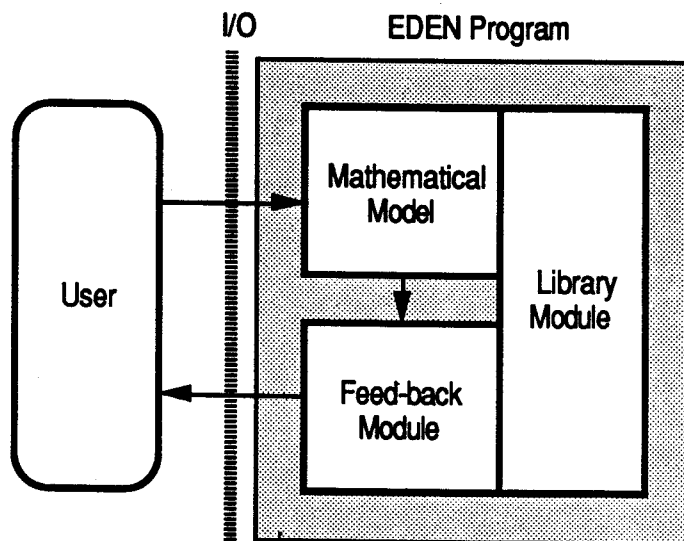 I/O
EDEN Program
Mathematical
Model
User
Library
Module
Feed-back
Module